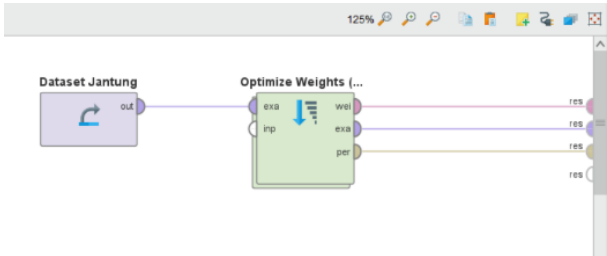 125%
Dataset Jantung
Optimize Weights (...
out
exa
wei
res
inp
exa
res
per
res
res